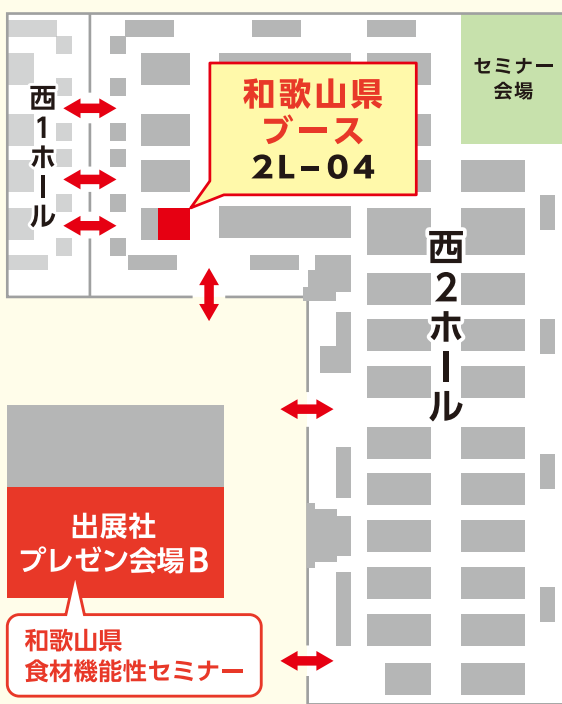 セミナー
会場
西1ホール
和歌山県
ブース
2L−04
西2ホール
出展社
プレゼン会場B
和歌山県
食材機能性セミナー